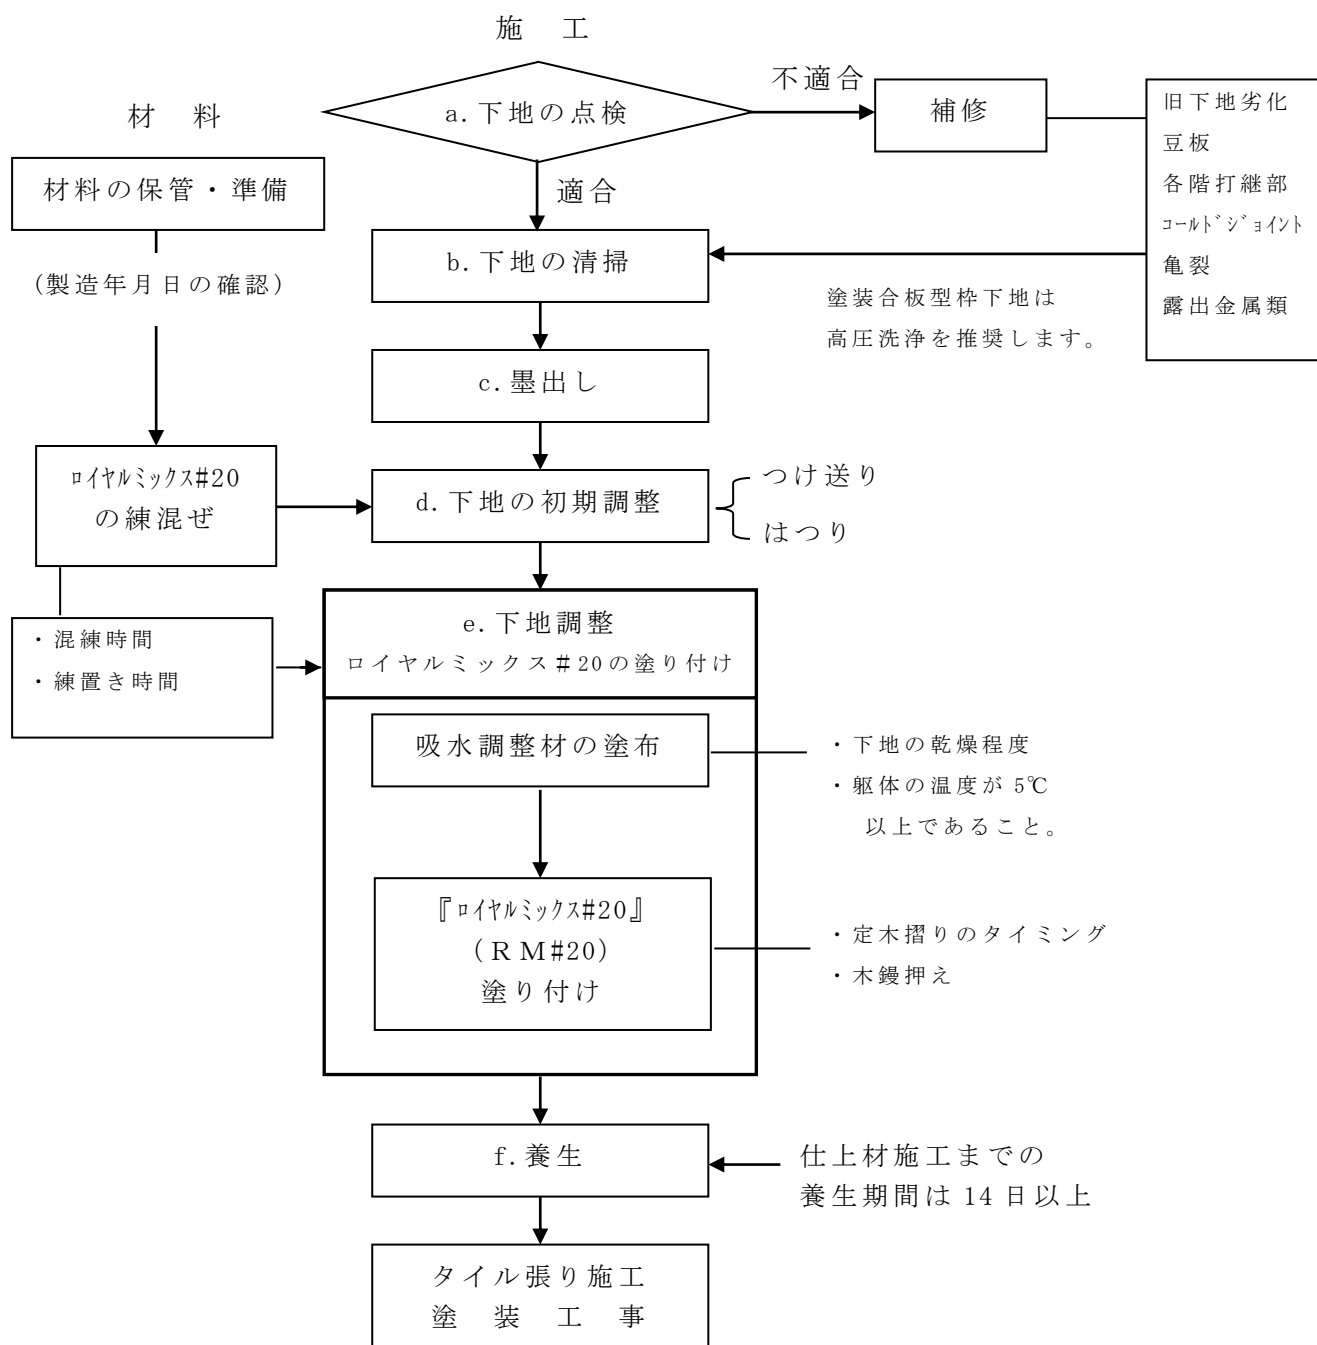 施　工
不適合
材　料
a.下地の点検
補修
旧下地劣化
豆板
各階打継部
ｺｰﾙﾄﾞｼﾞｮｲﾝﾄ
亀裂
露出金属類
材料の保管・準備
適合
(製造年月日の確認)
b.下地の清掃
塗装合板型枠下地は
高圧洗浄を推奨します。
c.墨出し
ﾛｲﾔﾙﾐｯｸｽ#20
の練混ぜ
d.下地の初期調整
つけ送り
はつり
・混練時間
・練置き時間
e.下地調整
ロイヤルミックス＃20の塗り付け
吸水調整材の塗布
・下地の乾燥程度
・躯体の温度が 5℃
以上であること。
『ﾛｲﾔﾙﾐｯｸｽ#20』
(ＲＭ#20)
塗り付け
・定木摺りのタイミング
・木鏝押え
f.養生
仕上材施工までの
養生期間は 14 日以上
タイル張り施工
塗　装　工　事